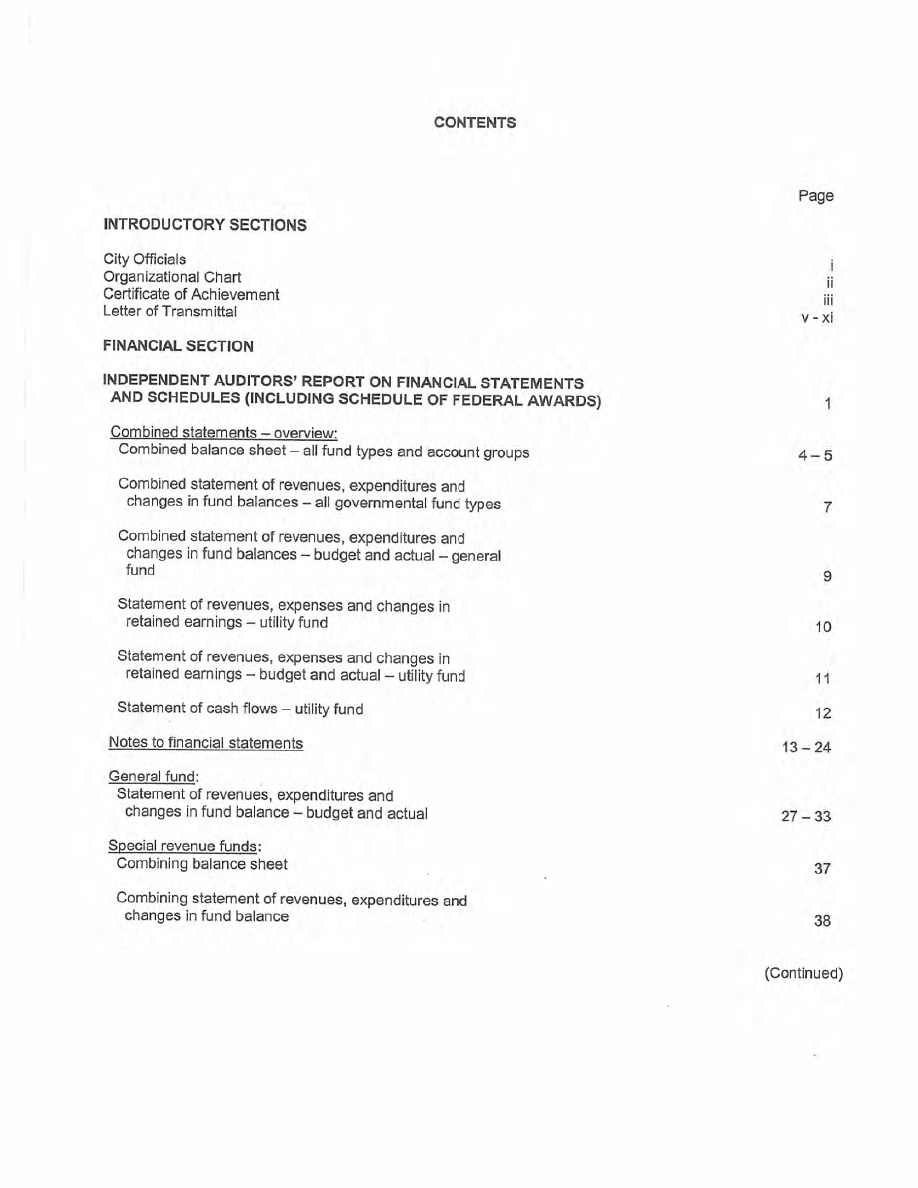 CONTENTS
Page
INTRODUCTORY SECTIONS
City Officials i
Organizational Chart ii
Certificate of Achievement iii
Letter of Transmittal v - xi
FINANCIAL SECTION
INDEPENDENT AUDITORS' REPORT ON FINANCIAL STATEMENTS
AND SCHEDULES (INCLUDING SCHEDULE OF FEDERAL AWARDS) 1
Combined statements – overview:
Combined balance sheet – all fund types and account groups 4 – 5
Combined statement of revenues, expenditures and
changes in fund balances – all governmental fund types 7
Combined statement of revenues, expenditures and
changes in fund balances – budget and actual – general
fund 9
Statement of revenues, expenses and changes in
retained earnings – utility fund 10
Statement of revenues, expenses and changes in
retained earnings – budget and actual – utility fund 11
Statement of cash flows – utility fund 12
Notes to financial statements 13 – 24
General fund:
Statement of revenues, expenditures and
changes in fund balance – budget and actual 27 – 33
Special revenue funds:
Combining balance sheet 37
Combining statement of revenues, expenditures and
changes in fund balance 38
(Continued)